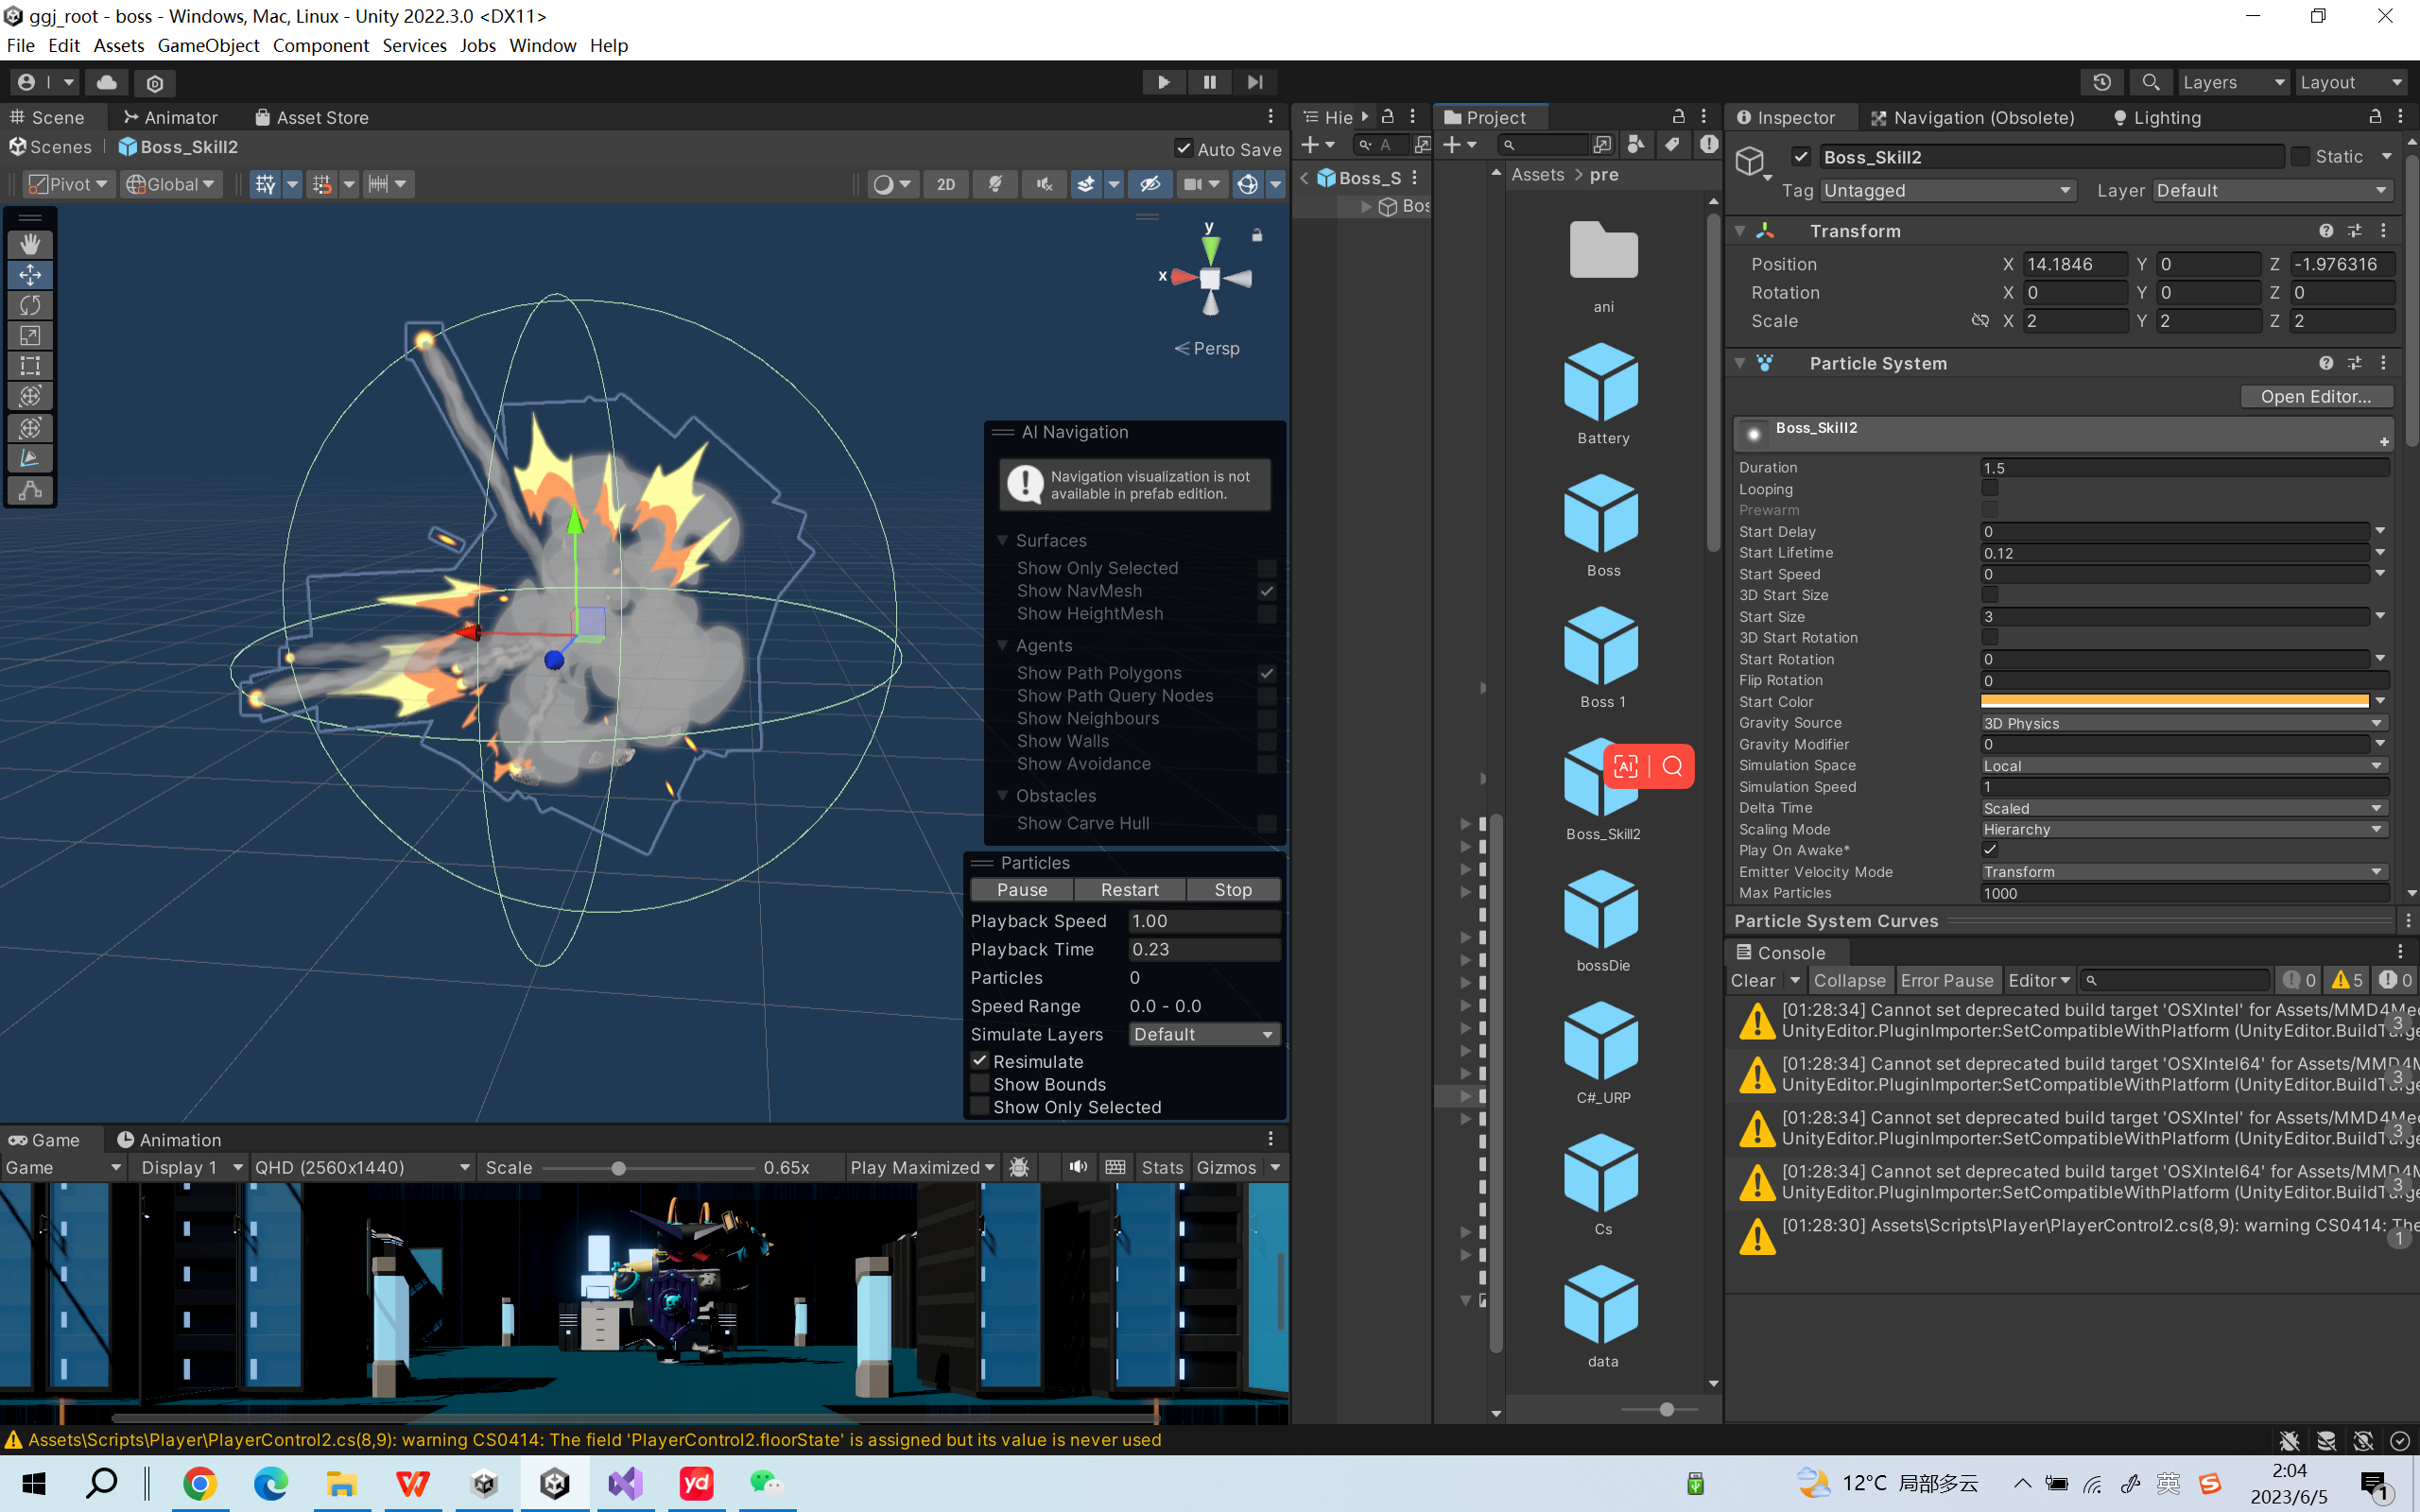 ggj_root - boss - Windows, Mac, Linux - Unity 2022.3.0 <DX11>
File Edit Assets GameObject Component Services Jobs Window Help
Layers Layout
Scene Animator Asset Store
Scenes | Boss_Skill2 Auto Save
Pivot Global 2D
y
x
Persp
AI Navigation
Navigation visualization is not
available in prefab edition.
Surfaces
Show Only Selected
Show NavMesh
Show HeightMesh
Agents
Show Path Polygons
Show Path Query Nodes
Show Neighbours
Show Walls
Show Avoidance
Obstacles
Show Carve Hull
Particles
Pause Restart Stop
Playback Speed 1.00
Playback Time 0.23
Particles 0
Speed Range 0.0 - 0.0
Simulate Layers Default
Resimulate
Show Bounds
Show Only Selected
Game Animation
Game Display 1 QHD (2560x1440) Scale 0.65x Play Maximized Stats Gizmos
Hie
A
Boss_S
Bos
Project
Assets > pre
ani
Battery
Boss
Boss 1
AI
Boss_Skill2
bossDie
C#_URP
Cs
data
Inspector Navigation (Obsolete) Lighting
Boss_Skill2 Static
Tag Untagged Layer Default
Transform
Position X 14.1846 Y 0 Z -1.976316
Rotation X 0 Y 0 Z 0
Scale X 2 Y 2 Z 2
Particle System
Open Editor...
Boss_Skill2
Duration 1.5
Looping
Prewarm
Start Delay 0
Start Lifetime 0.12
Start Speed 0
3D Start Size
Start Size 3
3D Start Rotation
Start Rotation 0
Flip Rotation 0
Start Color
Gravity Source 3D Physics
Gravity Modifier 0
Simulation Space Local
Simulation Speed 1
Delta Time Scaled
Scaling Mode Hierarchy
Play On Awake*
Emitter Velocity Mode Transform
Max Particles 1000
Particle System Curves
Console
Clear Collapse Error Pause Editor 0 5 0
[01:28:34] Cannot set deprecated build target 'OSXIntel' for Assets/MMD4Mec
UnityEditor.PluginImporter:SetCompatibleWithPlatform (UnityEditor.BuildTarge
3
[01:28:34] Cannot set deprecated build target 'OSXIntel64' for Assets/MMD4M
UnityEditor.PluginImporter:SetCompatibleWithPlatform (UnityEditor.BuildTarge
3
[01:28:34] Cannot set deprecated build target 'OSXIntel' for Assets/MMD4Mec
UnityEditor.PluginImporter:SetCompatibleWithPlatform (UnityEditor.BuildTarge
3
[01:28:34] Cannot set deprecated build target 'OSXIntel64' for Assets/MMD4M
UnityEditor.PluginImporter:SetCompatibleWithPlatform (UnityEditor.BuildTarge
3
[01:28:30] Assets\Scripts\Player\PlayerControl2.cs(8,9): warning CS0414: The
1
Assets\Scripts\Player\PlayerControl2.cs(8,9): warning CS0414: The field 'PlayerControl2.floorState' is assigned but its value is never used
yd
12°C 局部多云
英
2:04
2023/6/5
1